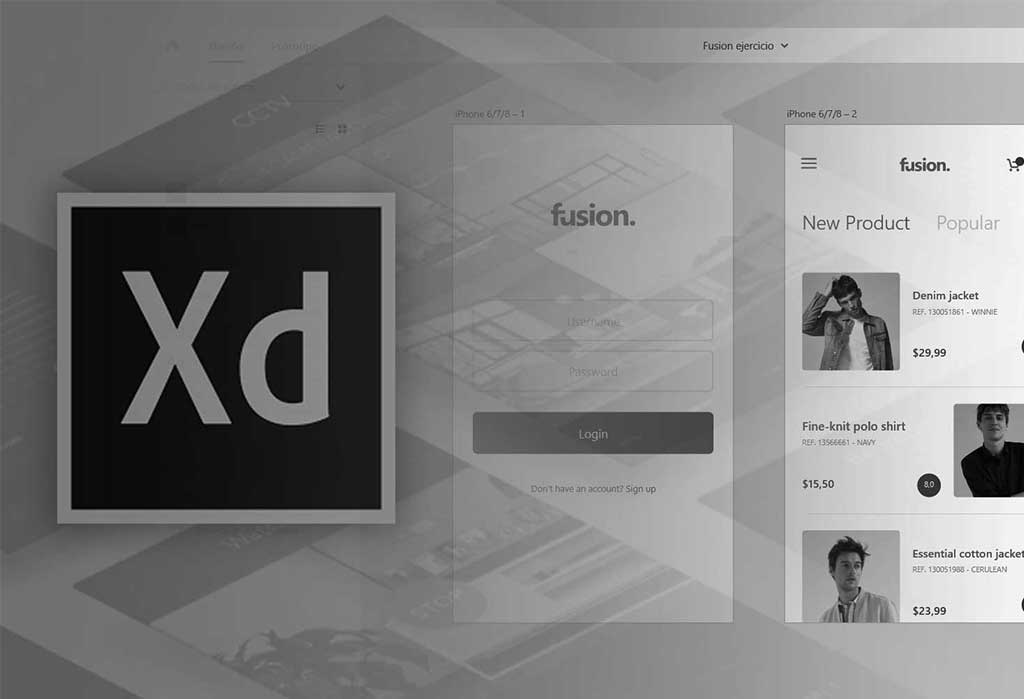 Diseño Prototipo
Fusion ejercicio
CCTV
iPhone 6/7/8 – 1
iPhone 6/7/8 – 2
Xd
fusion.
Username
Password
Login
Don't have an account? Sign up
fusion.
New Product Popular
Denim jacket
REF. 130051861 - WINNIE
$29,99
Fine-knit polo shirt
REF. 13566661 - NAVY
$15,50
8,0
Essential cotton jacket
REF. 130051988 - CERULEAN
$23,99